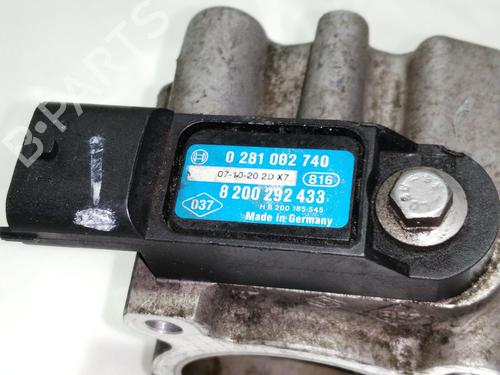 B-PARTS
0 281 002 740
07-10-20 2D X7 816
8 200 292 433
037 H 8 200 185 545
Made in Germany